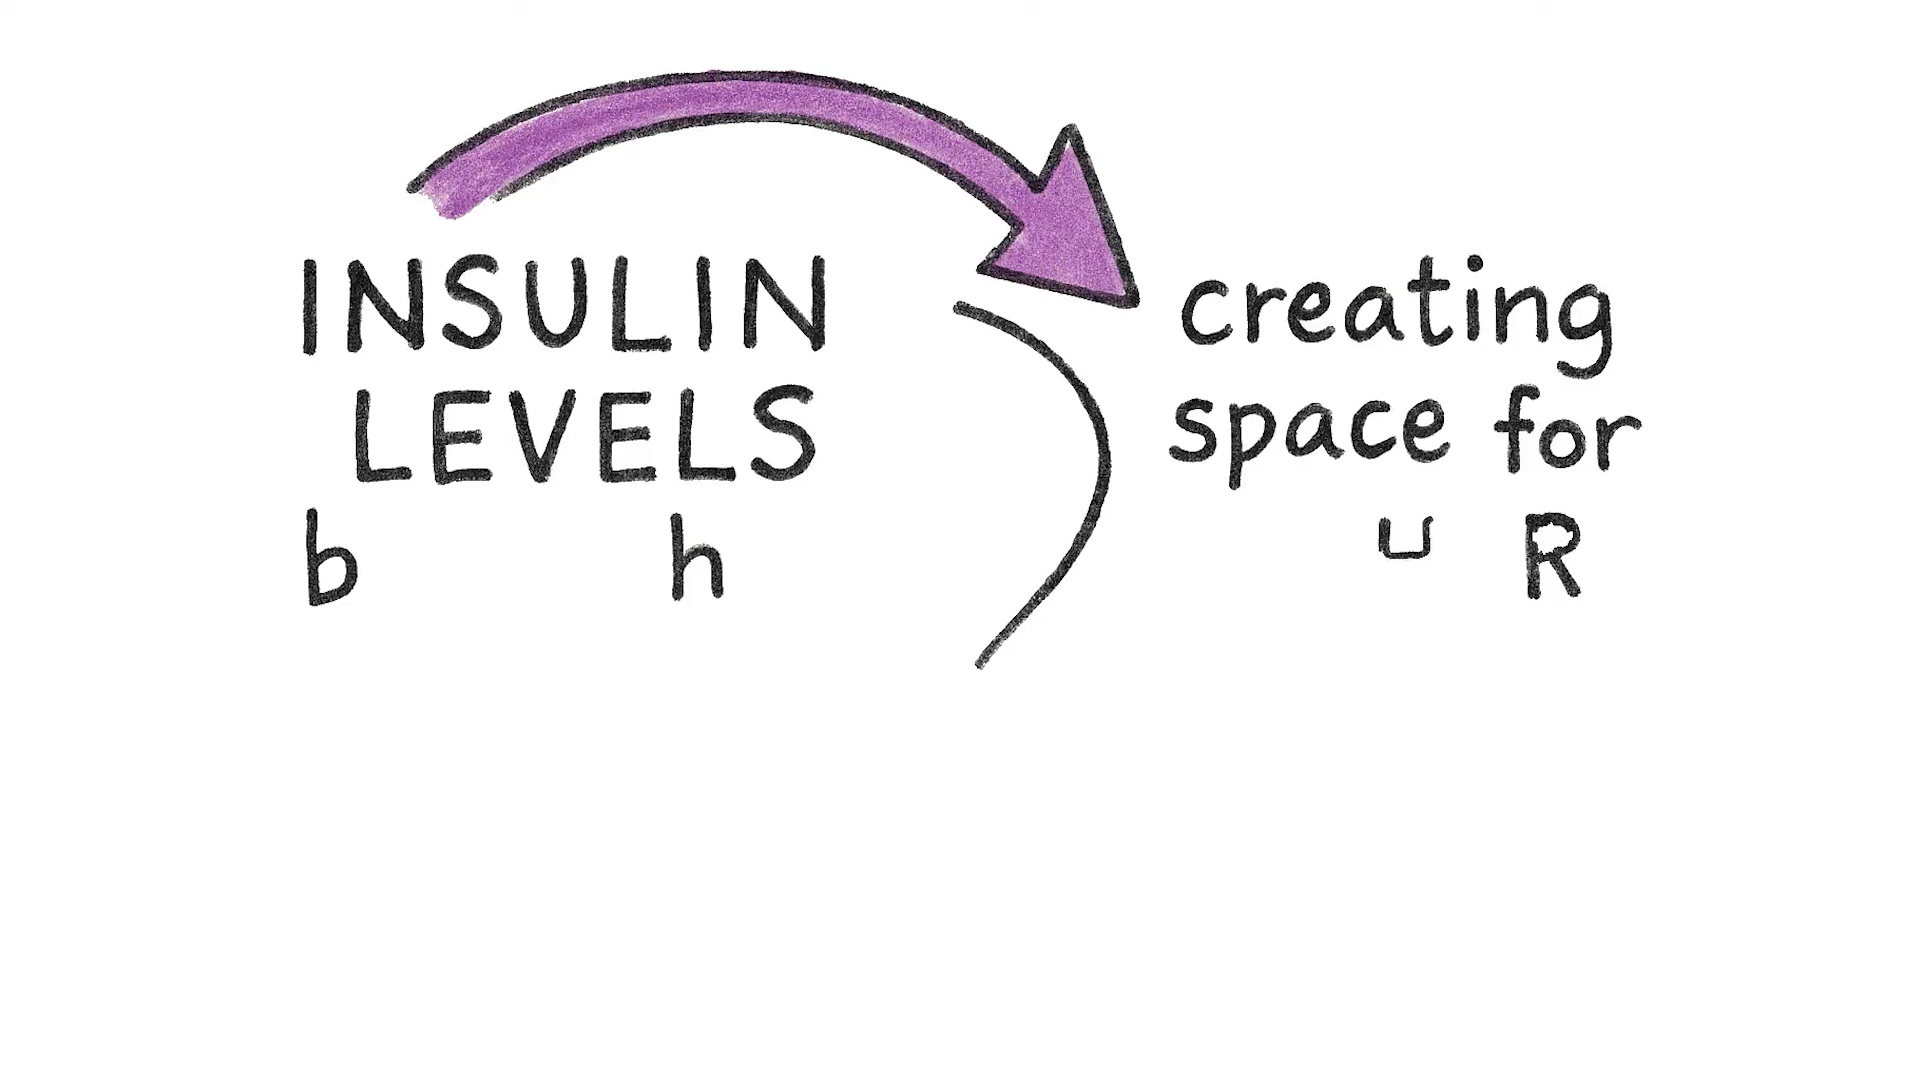 INSULIN
LEVELS
b h
creating
space for
R